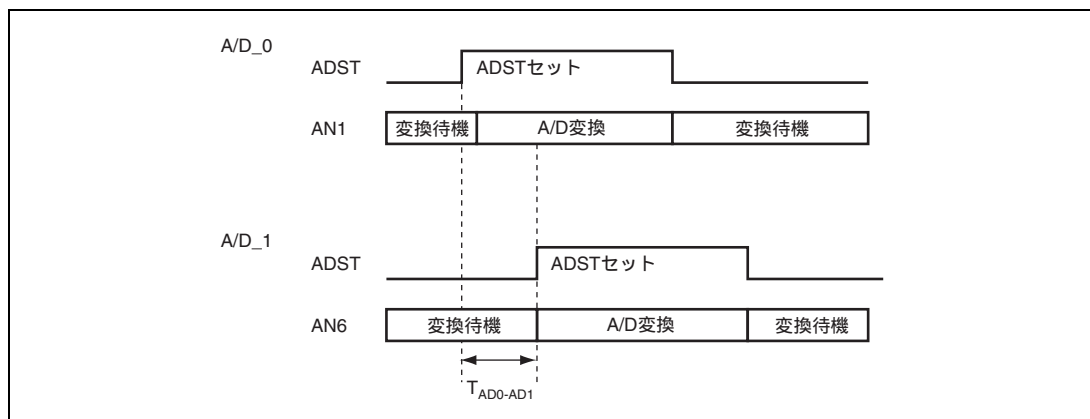 A/D_0
ADST
ADSTセット
AN1
変換待機
A/D変換
変換待機
A/D_1
ADST
ADSTセット
AN6
変換待機
A/D変換
変換待機
TAD0-AD1